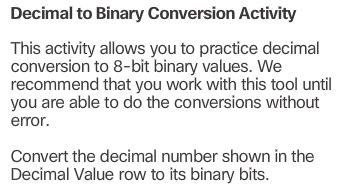 Decimal to Binary Conversion Activity
This activity allows you to practice decimal
conversion to 8-bit binary values. We
recommend that you work with this tool until
you are able to do the conversions without
error.
Convert the decimal number shown in the
Decimal Value row to its binary bits.